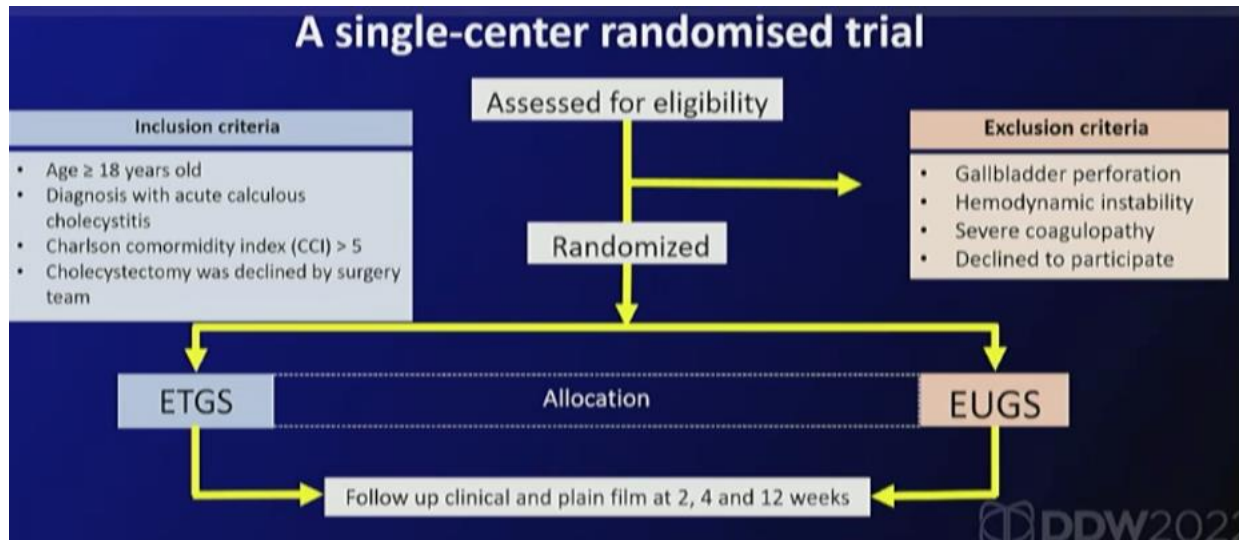 A single-center randomised trial
Assessed for eligibility
Inclusion criteria
• Age ≥ 18 years old
• Diagnosis with acute calculous
cholecystitis
• Charlson comormidity index (CCI) > 5
• Cholecystectomy was declined by surgery
team
Exclusion criteria
• Gallbladder perforation
• Hemodynamic instability
• Severe coagulopathy
• Declined to participate
Randomized
ETGS
Allocation
EUGS
Follow up clinical and plain film at 2, 4 and 12 weeks